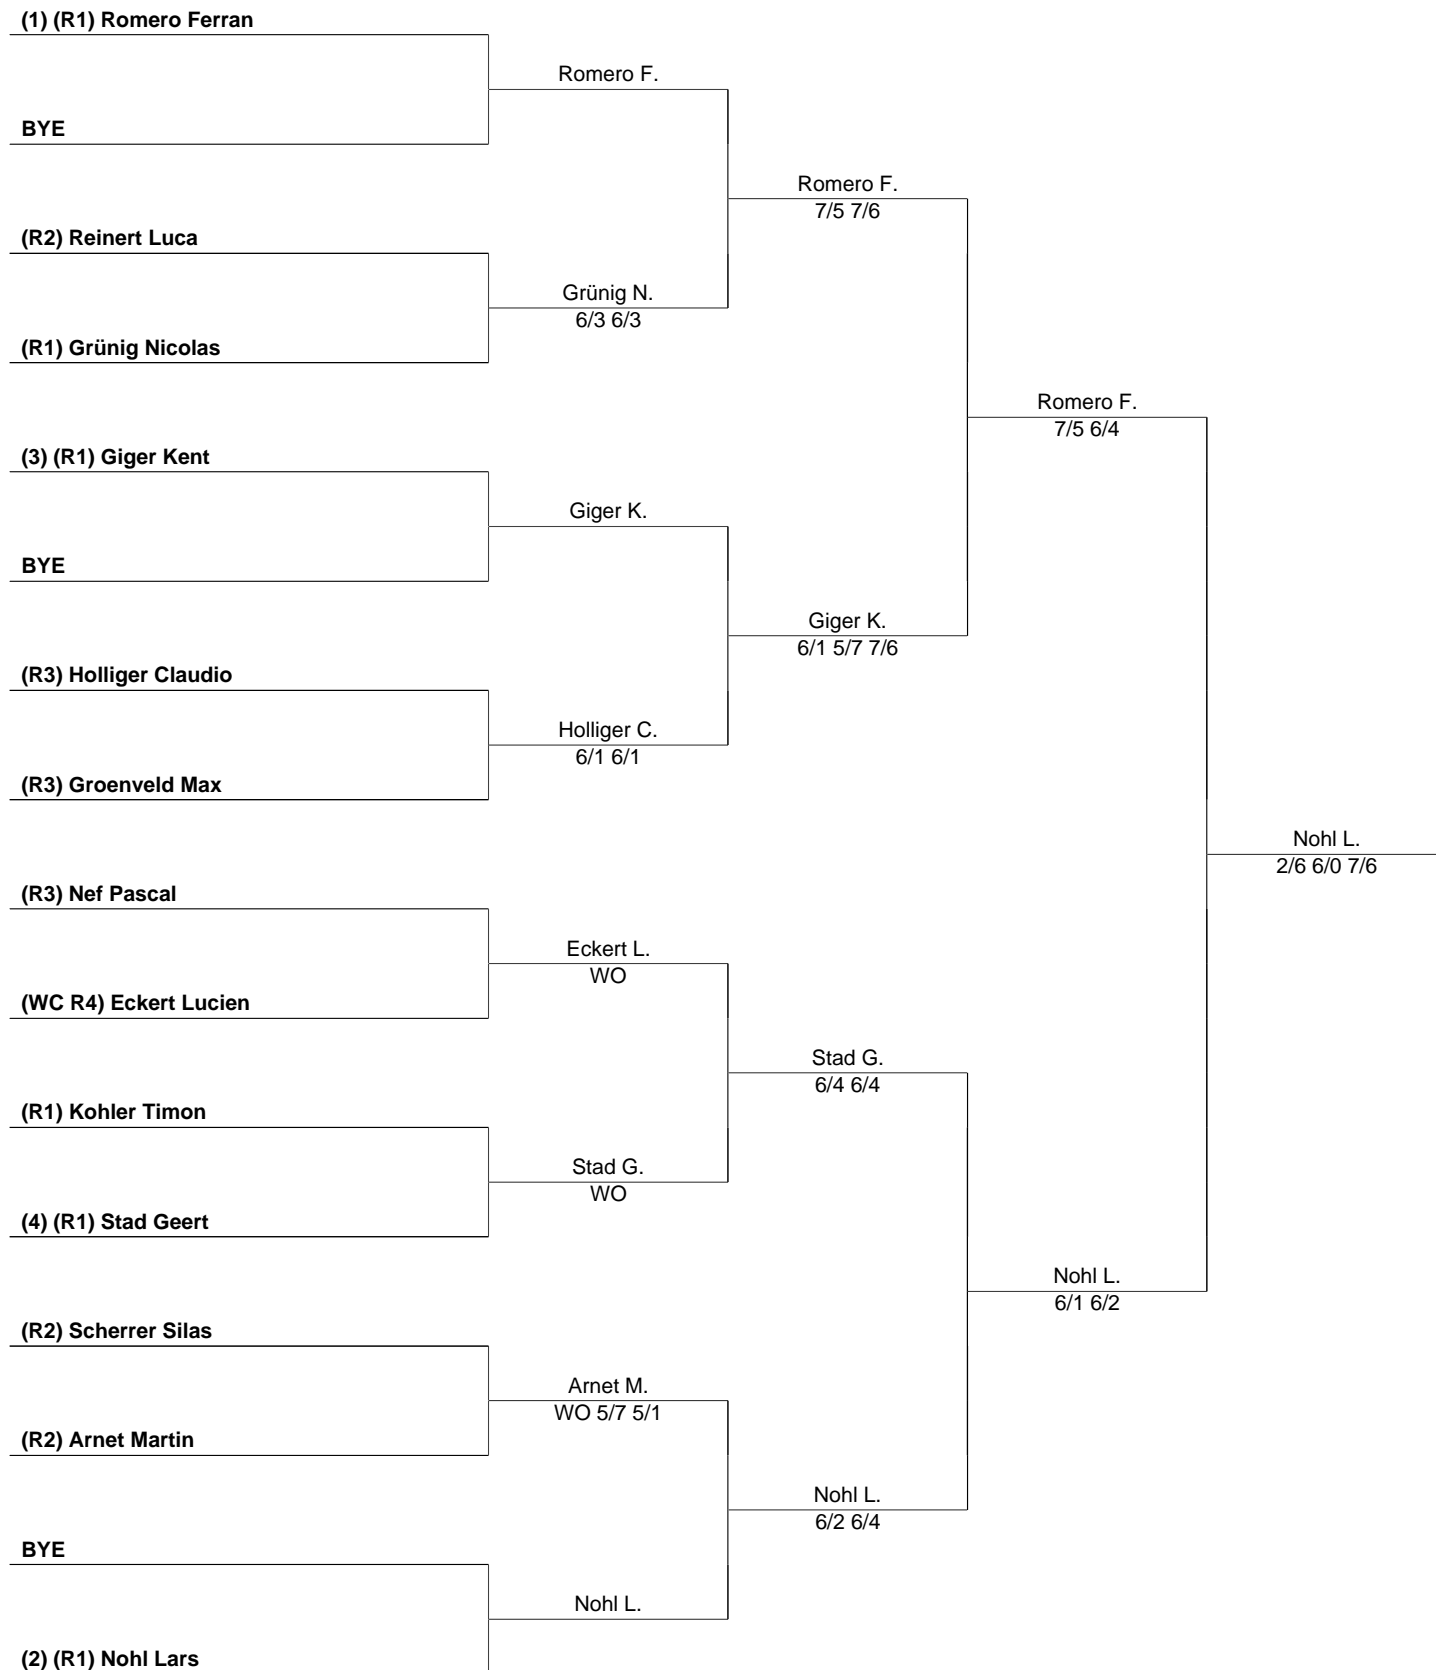 (1) (R1) Romero Ferran
Romero F.
BYE
Romero F.
7/5 7/6
(R2) Reinert Luca
Grünig N.
6/3 6/3
(R1) Grünig Nicolas
Romero F.
7/5 6/4
(3) (R1) Giger Kent
Giger K.
BYE
Giger K.
6/1 5/7 7/6
(R3) Holliger Claudio
Holliger C.
6/1 6/1
(R3) Groenveld Max
Nohl L.
2/6 6/0 7/6
(R3) Nef Pascal
Eckert L.
WO
(WC R4) Eckert Lucien
Stad G.
6/4 6/4
(R1) Kohler Timon
Stad G.
WO
(4) (R1) Stad Geert
Nohl L.
6/1 6/2
(R2) Scherrer Silas
Arnet M.
WO 5/7 5/1
(R2) Arnet Martin
Nohl L.
6/2 6/4
BYE
Nohl L.
(2) (R1) Nohl Lars